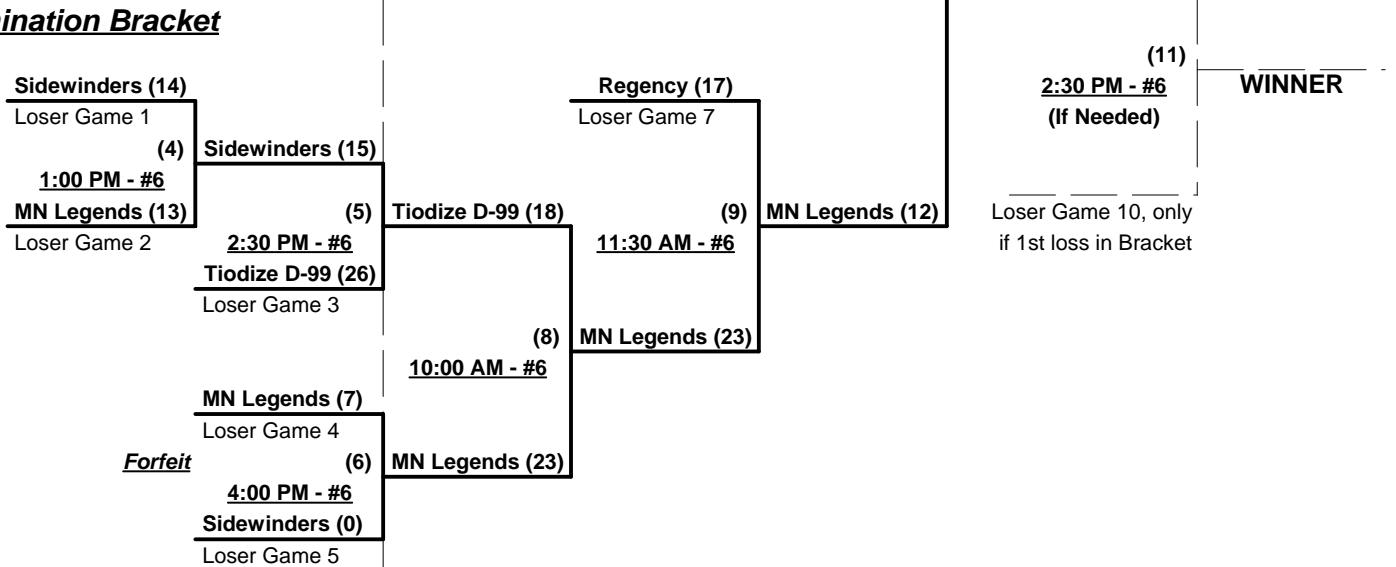 ination Bracket
(11)
Sidewinders (14)
Regency (17)
2:30 PM - #6
WINNER
Loser Game 1
Loser Game 7
(If Needed)
(4)
Sidewinders (15)
1:00 PM - #6
MN Legends (13)
(5)
Tiodize D-99 (18)
(9)
MN Legends (12)
Loser Game 10, only
Loser Game 2
2:30 PM - #6
11:30 AM - #6
if 1st loss in Bracket
Tiodize D-99 (26)
Loser Game 3
(8)
MN Legends (23)
10:00 AM - #6
MN Legends (7)
Loser Game 4
Forfeit
(6)
MN Legends (23)
4:00 PM - #6
Sidewinders (0)
Loser Game 5